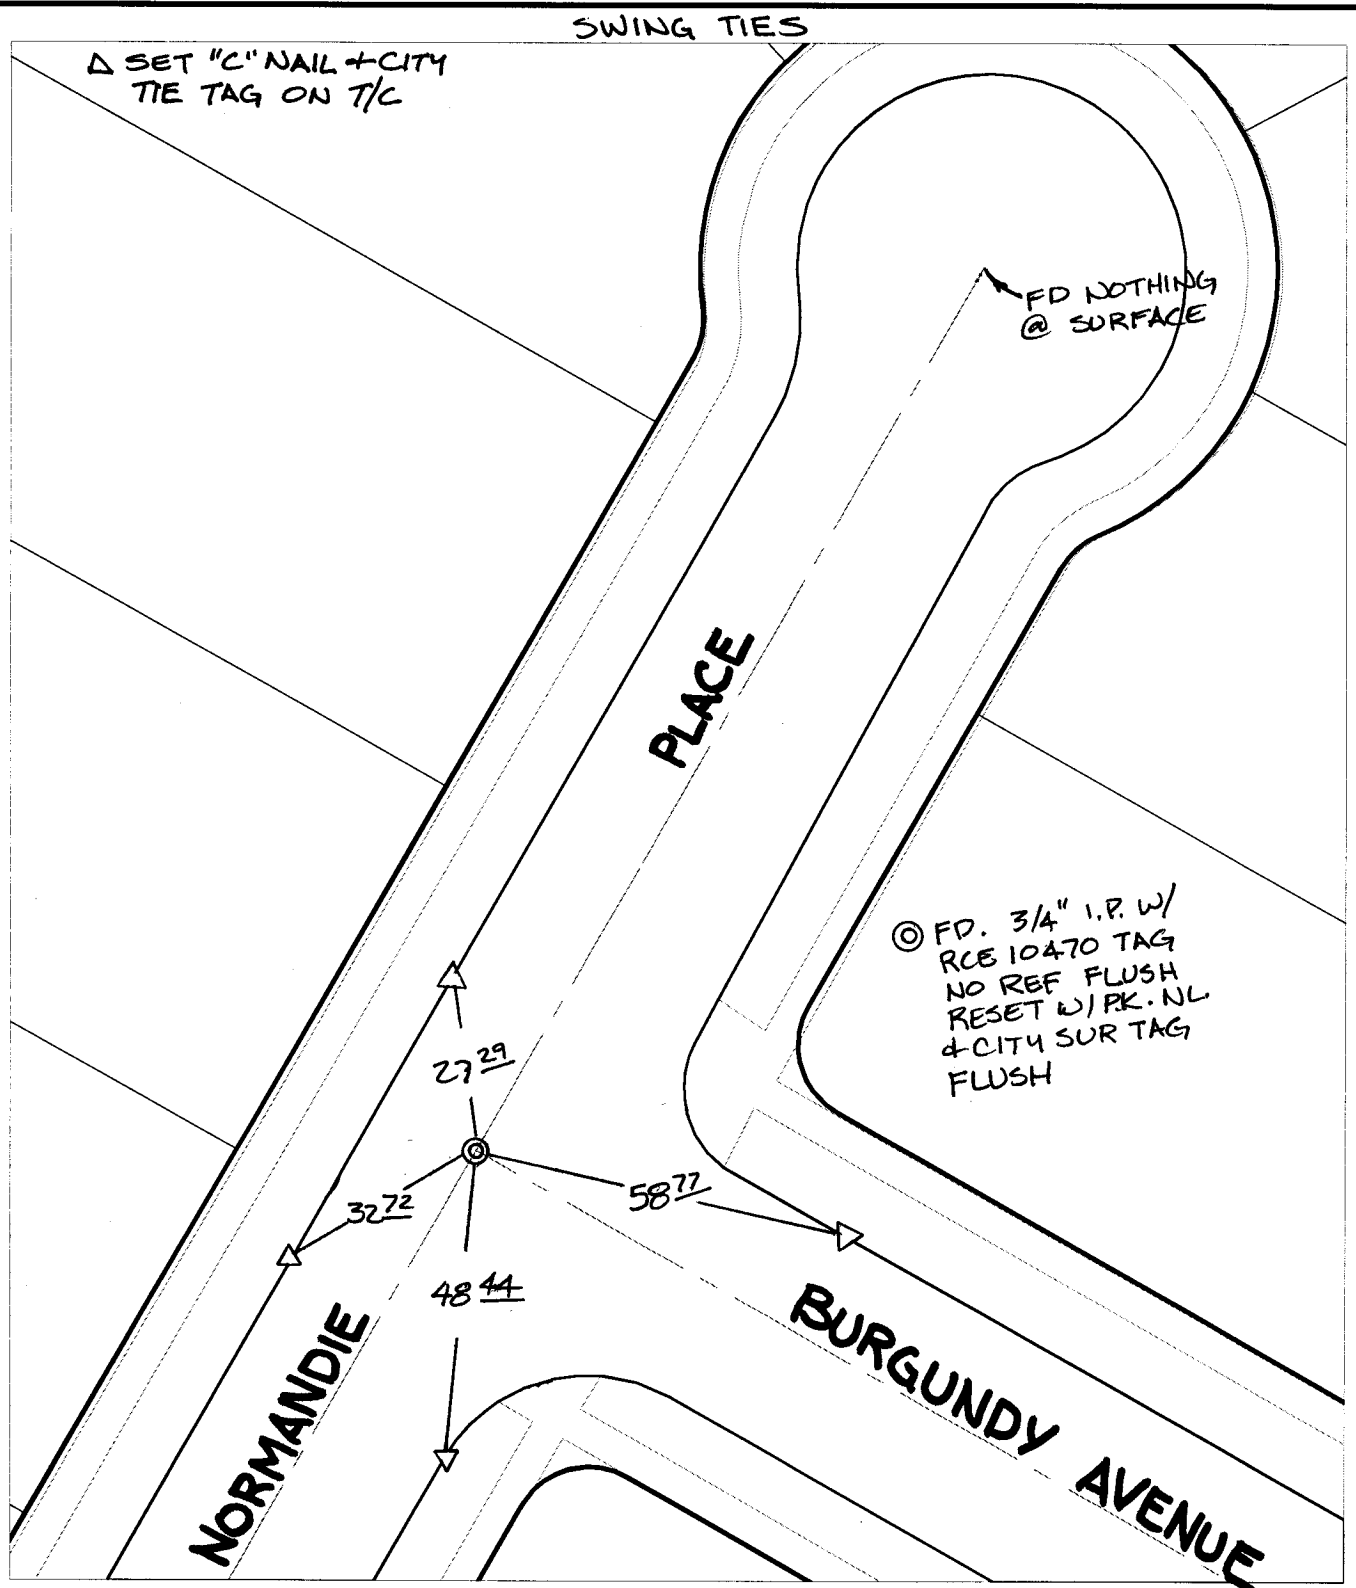 SWING TIES
△ SET "C" NAIL + CITY
TIE TAG ON T/C
FD NOTHING
@ SURFACE
PLACE
◎ FD. 3/4" I.P. W/
RCE 10470 TAG
NO REF FLUSH
RESET W/ P.K. NL.
& CITY SUR TAG
FLUSH
27 29
32 72
58 77
48 44
NORMANDIE
BURGUNDY AVENUE